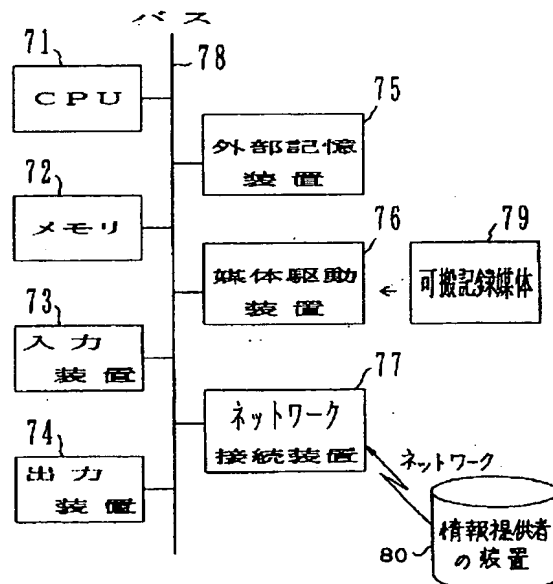 バス
71
78
CPU
75
外部記憶
装置
72
メモリ
76
79
媒体駆動
装置
可搬記録媒体
73
入力
装置
77
ネットワーク
接続装置
74
出力
装置
ネットワーク
80
情報提供者
の装置